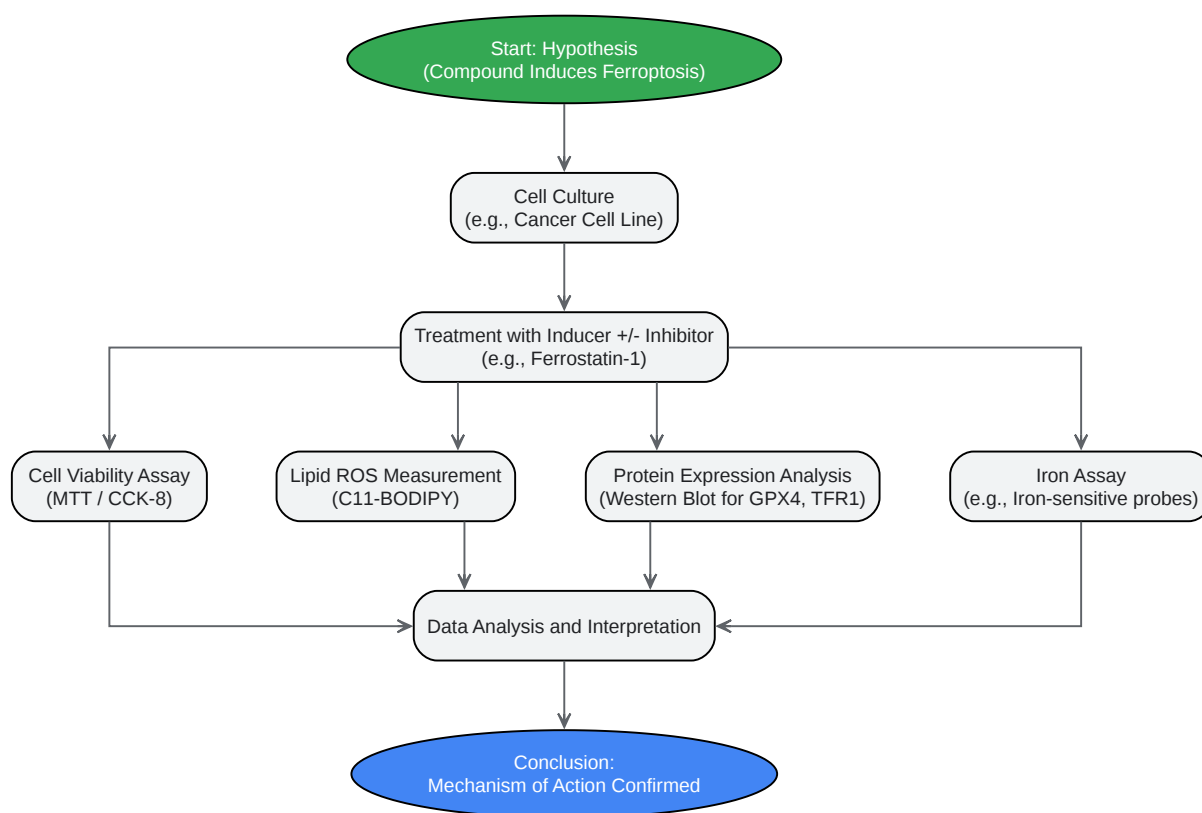 Start: Hypothesis
(Compound Induces Ferroptosis)
Cell Culture
(e.g., Cancer Cell Line)
Treatment with Inducer +/- Inhibitor
(e.g., Ferrostatin-1)
Cell Viability Assay
(MTT / CCK-8)
Lipid ROS Measurement
(C11-BODIPY)
Protein Expression Analysis
(Western Blot for GPX4, TFR1)
Iron Assay
(e.g., Iron-sensitive probes)
Data Analysis and Interpretation
Conclusion:
Mechanism of Action Confirmed